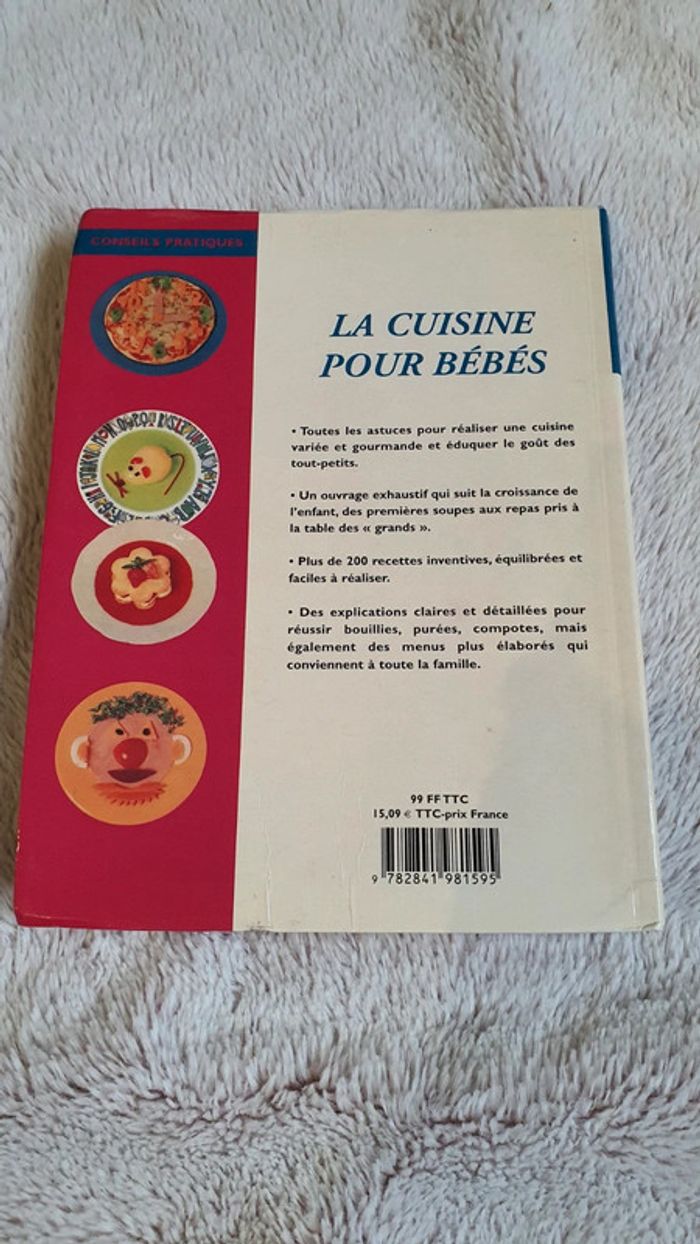 CONSEILS PRATIQUES
LA CUISINE
POUR BÉBÉS
• Toutes les astuces pour réaliser une cuisine
variée et gourmande et éduquer le goût des
tout-petits.
• Un ouvrage exhaustif qui suit la croissance de
l'enfant, des premières soupes aux repas pris à
la table des « grands ».
• Plus de 200 recettes inventives, équilibrées et
faciles à réaliser.
• Des explications claires et détaillées pour
réussir bouillies, purées, compotes, mais
également des menus plus élaborés qui
conviennent à toute la famille.
99 FF TTC
15,09 € TTC-prix France
9 782841 981595